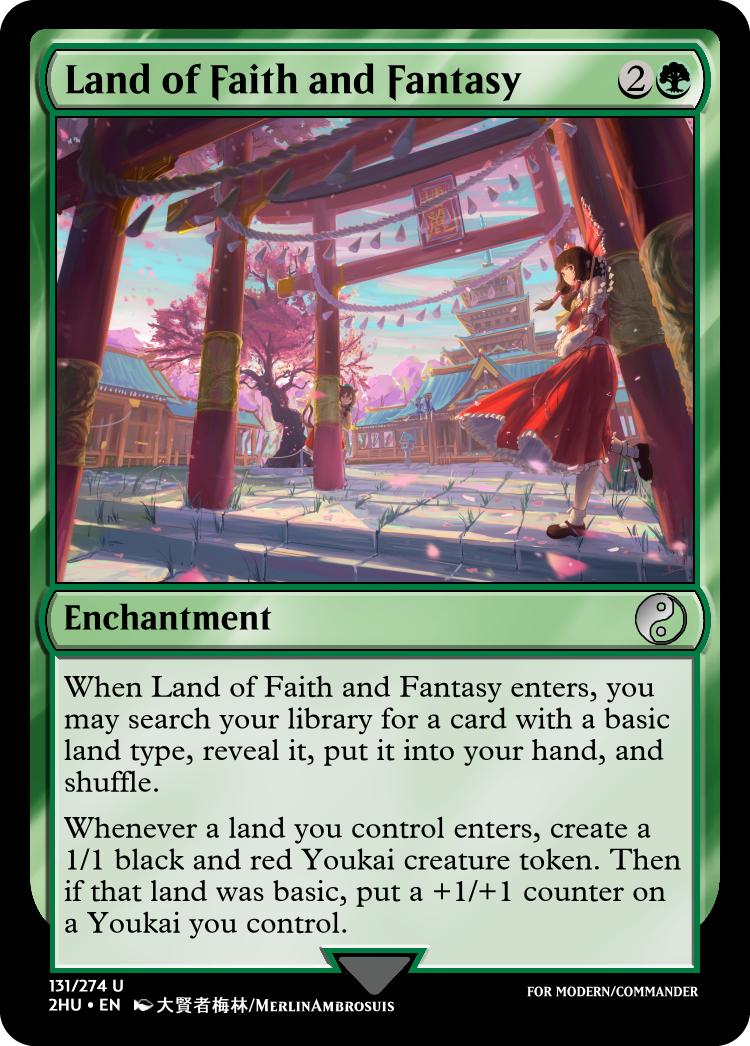 Land of Faith and Fantasy 2
Enchantment
When Land of Faith and Fantasy enters, you
may search your library for a card with a basic
land type, reveal it, put it into your hand, and
shuffle.
Whenever a land you control enters, create a
1/1 black and red Youkai creature token. Then
if that land was basic, put a +1/+1 counter on
a Youkai you control.
131/274 U
2HU • EN 大賢者梅林/MerlinAmbrosuis
FOR MODERN/COMMANDER